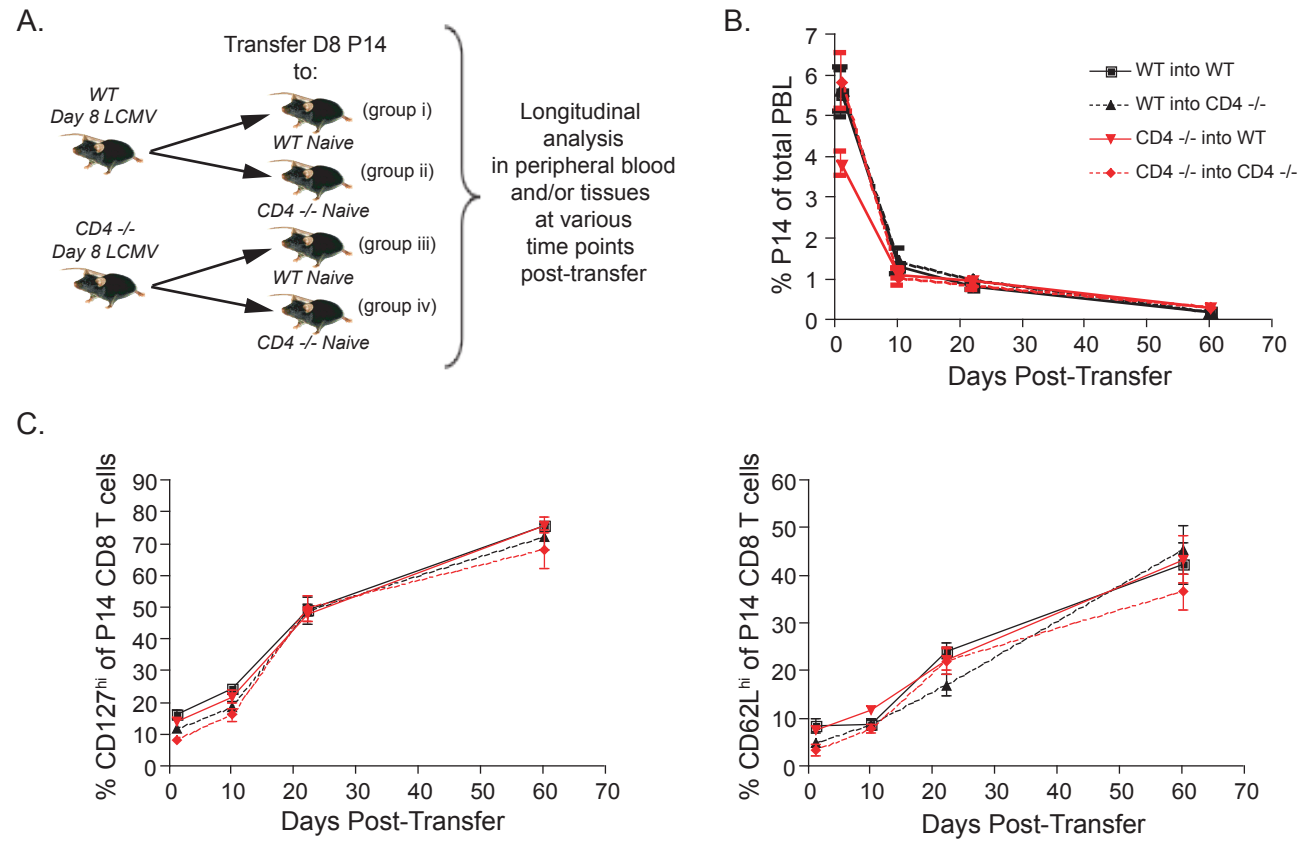 A.
Transfer D8 P14
to:
WT
Day 8 LCMV
(group i)
WT Naive
(group ii)
CD4 -/- Naive
CD4 -/-
Day 8 LCMV
(group iii)
WT Naive
(group iv)
CD4 -/- Naive
Longitudinal
analysis
in peripheral blood
and/or tissues
at various
time points
post-transfer
B.
% P14 of total PBL
7
6
5
4
3
2
1
0
0 10 20 30 40 50 60 70
Days Post-Transfer
WT into WT
WT into CD4 -/-
CD4 -/- into WT
CD4 -/- into CD4 -/-
C.
% CD127hi of P14 CD8 T cells
90
80
70
60
50
40
30
20
10
0
0 10 20 30 40 50 60 70
Days Post-Transfer
% CD62Lhi of P14 CD8 T cells
60
50
40
30
20
10
0
0 10 20 30 40 50 60 70
Days Post-Transfer